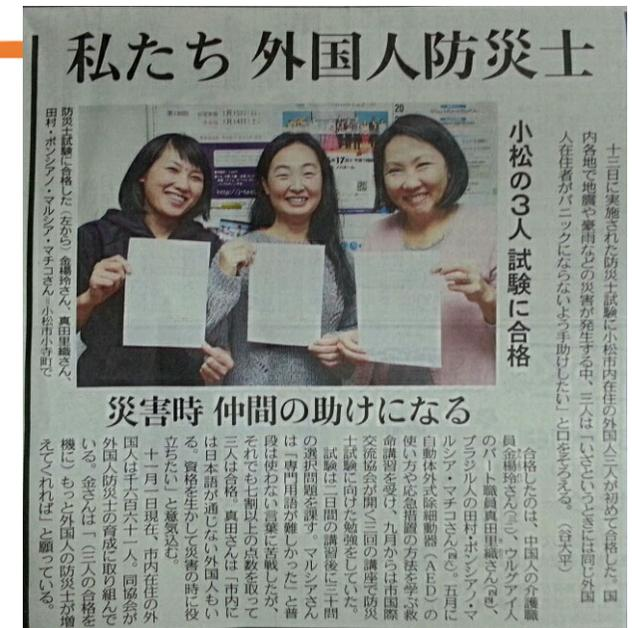 私たち 外国人防災士
小松の3人 試験に合格
十三日に実施された防災士試験に小松市内在住の外国人三人が初めて合格した。国
内各地で地震や豪雨などの災害が発生する中、三人は「いざというときには同じ外国
人在住者がパニックにならないよう手助けしたい」と口をそろえる。(谷大平)
防災士試験に合格した(左から)金楊玲さん、真田里織さん、
田村・ポンシアノ・マルシア・マチコさん=小松市小寺町で
災害時 仲間の助けになる
合格したのは、中国人の介護職
員金楊玲さん、ウルグアイ人
のパート職員真田里織さん、
ブラジル人の田村・ポンシアノ・マ
ルシア・マチコさん。五月に
自動体外式除細動器(AED)の
使い方や応急措置の方法を学ぶ救
命講習を受け、九月からは市国際
交流協会が開く三回の講座で防災
士試験に向けた勉強をしていた。
試験は二日間の講習後に三十問
の選択問題を課す。マルシアさん
は「専門用語が難しかった」と普
段は使わない言葉に苦戦したが、
それでも七割以上の点数を取って
三人は合格。真田さんは「市内に
は日本語が通じない外国人もい
る。資格を生かして災害の時に役
立ちたい」と意気込む。
十一月一日現在、市内在住の外
国人は千六百六十一人。同協会が
外国人防災士の育成に取り組んで
いる。金さんは「(三人の合格を
機に)もっと外国人の防災士が増
えてくれれば」と願っている。